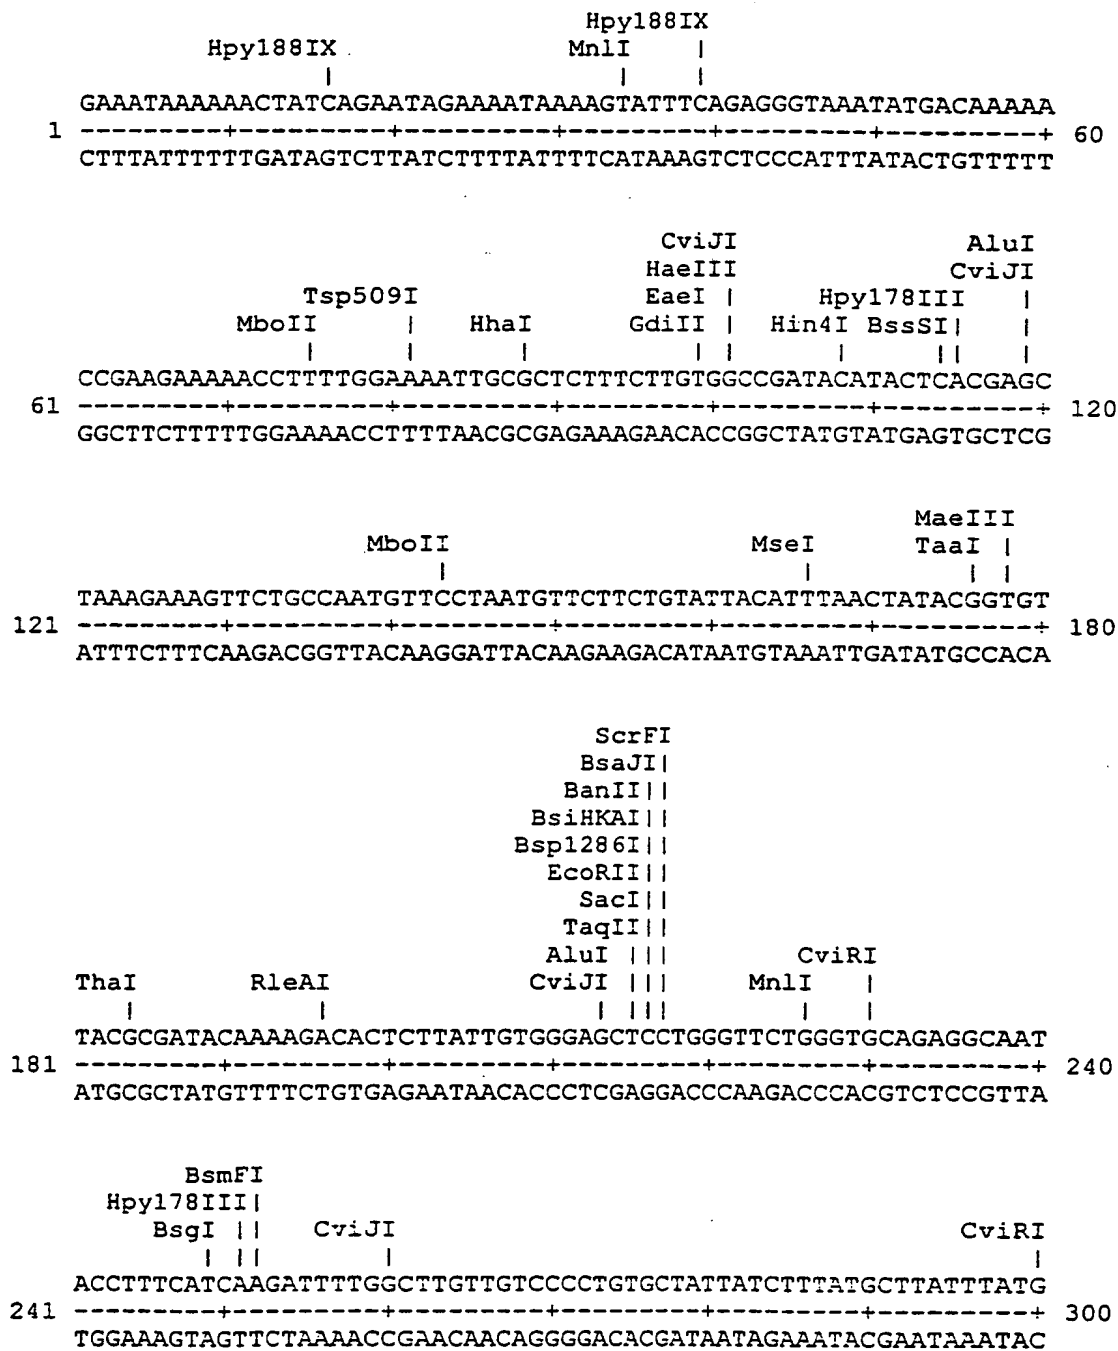 Hpy188IX
Hpy188IX MnlI |
| | |
GAAATAAAAAACTATCAGAATAGAAAATAAAAGTATTTCAGAGGGTAAATATGACAAAAA
1 ---------+---------+---------+---------+---------+---------+ 60
CTTTATTTTTTGATAGTCTTATCTTTTATTTTCATAAAGTCTCCCATTTATACTGTTTTT
CviJI AluI
HaeIII CviJI
Tsp509I EaeI | Hpy178III |
MboII | HhaI GdiII | Hin4I BssSI| |
| | | | | | | | |
CCGAAGAAAAACCTTTTGGAAAATTGCGCTCTTTCTTGTGGCCGATACATACTCACGAGC
61 ---------+---------+---------+---------+---------+---------+ 120
GGCTTCTTTTTGGAAAACCTTTTAACGCGAGAAAGAACACCGGCTATGTATGAGTGCTCG
MaeIII
MboII MseI TaaI |
| | | |
TAAAGAAAGTTCTGCCAATGTTCCTAATGTTCTTCTGTATTACATTTAACTATACGGTGT
121 ---------+---------+---------+---------+---------+---------+ 180
ATTTCTTTCAAGACGGTTACAAGGATTACAAGAAGACATAATGTAAATTGATATGCCACA
ScrFI
BsaJI|
BanII||
BsiHKAI||
Bsp1286I||
EcoRII||
SacI||
TaqII||
AluI ||| CviRI
ThaI RleAI CviJI ||| MnlI |
| | | ||| | |
TACGCGATACAAAAGACACTCTTATTGTGGGAGCTCCTGGGTTCTGGGTGCAGAGGCAAT
181 ---------+---------+---------+---------+---------+---------+ 240
ATGCGCTATGTTTTCTGTGAGAATAACACCCTCGAGGACCCAAGACCCACGTCTCCGTTA
BsmFI
Hpy178III|
BsgI || CviJI CviRI
| || | |
ACCTTTCATCAAGATTTTGGCTTGTTGTCCCCTGTGCTATTATCTTTATGCTTATTTATG
241 ---------+---------+---------+---------+---------+---------+ 300
TGGAAAGTAGTTCTAAAACCGAACAACAGGGGACACGATAATAGAAATACGAATAAATAC